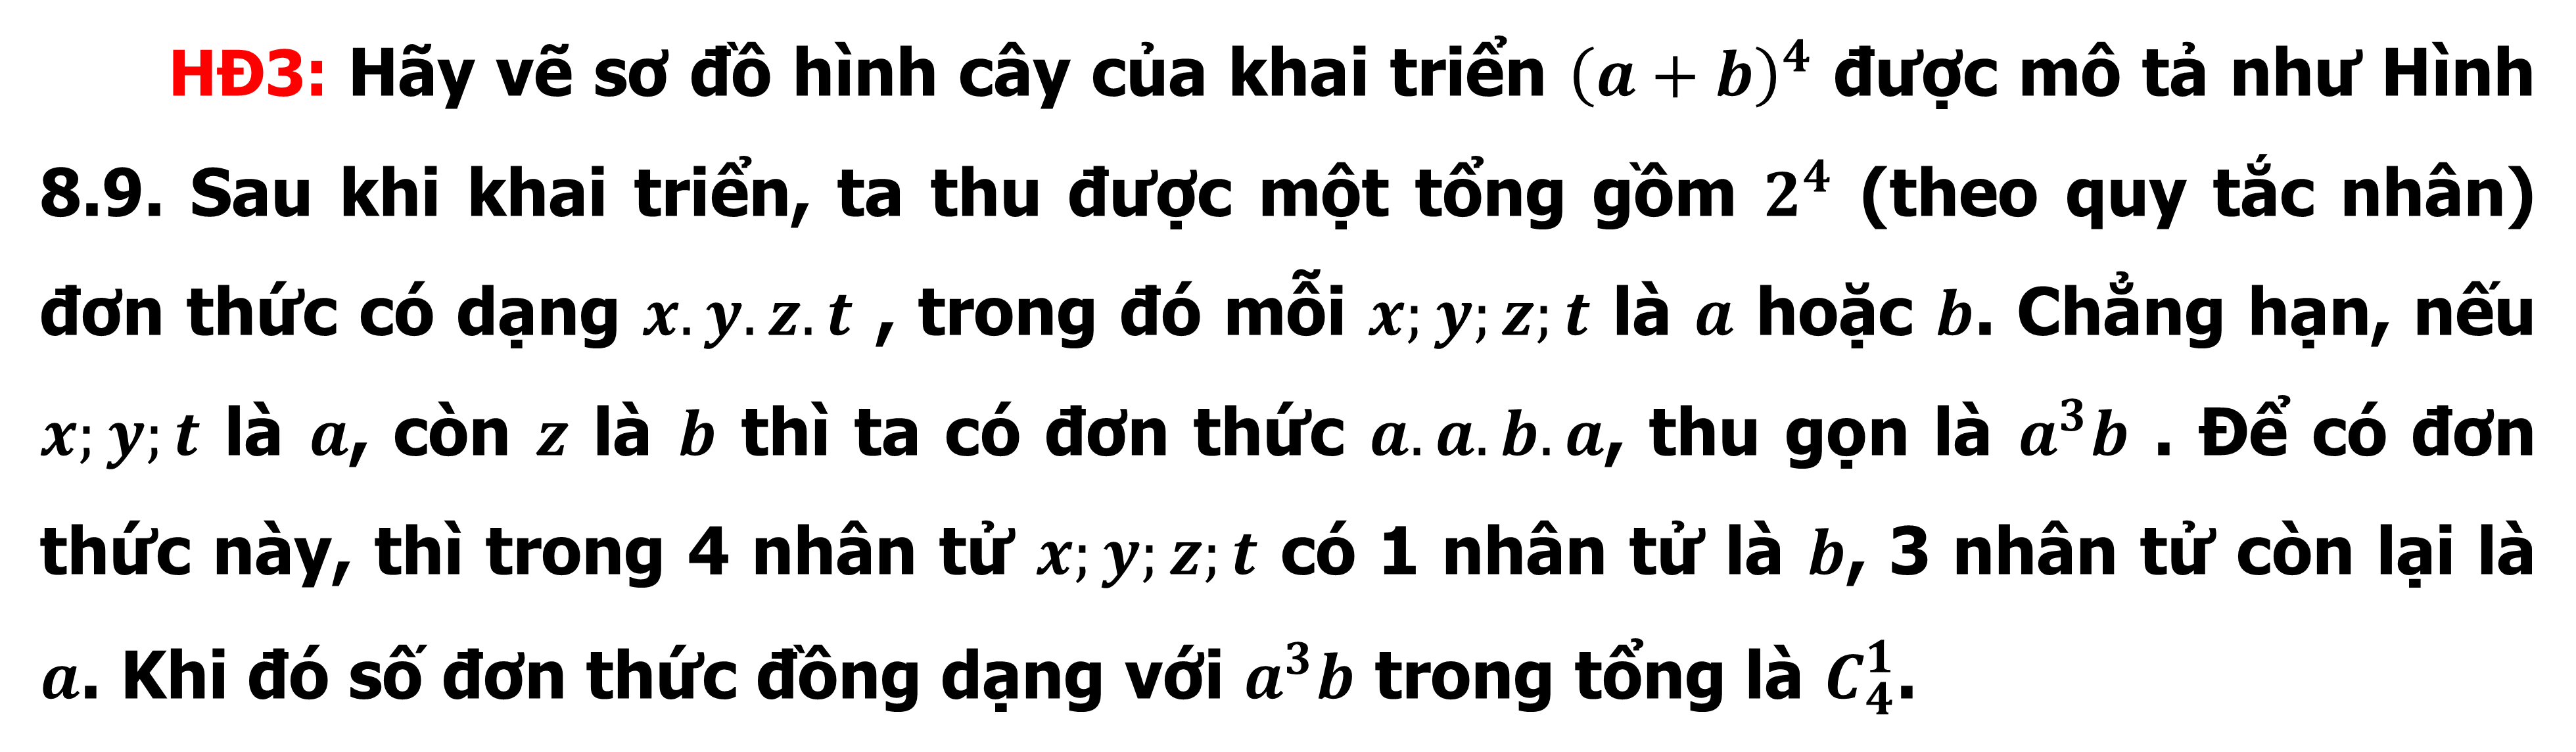 HĐ3: Hãy vẽ sơ đồ hình cây của khai triển (a + b)⁴ được mô tả như Hình
8.9. Sau khi khai triển, ta thu được một tổng gồm 2⁴ (theo quy tắc nhân)
đơn thức có dạng x. y. z. t , trong đó mỗi x; y; z; t là a hoặc b. Chẳng hạn, nếu
x; y; t là a, còn z là b thì ta có đơn thức a. a. b. a, thu gọn là a³b . Để có đơn
thức này, thì trong 4 nhân tử x; y; z; t có 1 nhân tử là b, 3 nhân tử còn lại là
a. Khi đó số đơn thức đồng dạng với a³b trong tổng là C₄¹.